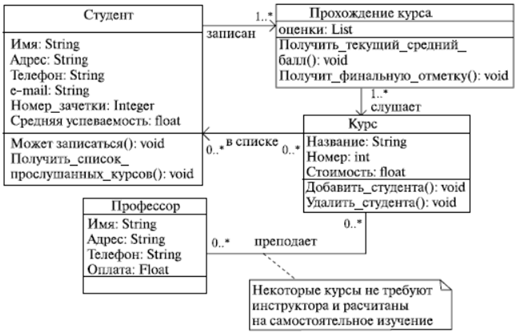 Студент
Имя: String
Адрес: String
Телефон: String
e-mail: String
Номер_зачетки: Integer
Средняя успеваемость: float
Может записаться(): void
Получить_список_
прослушанных_курсов(): void
1..*
записан
Прохождение курса
оценки: List
Получить_текущий_средний_
балл(): void
Получит_финальную_отметку(): void
1..*
слушает
Курс
Название: String
Номер: int
Стоимость: float
Добавить_студента(): void
Удалить_студента(): void
в списке
0..*
0..*
Профессор
Имя: String
Адрес: String
Телефон: String
Оплата: Float
0..*
0..*
преподает
Некоторые курсы не требуют
инструктора и расчитаны
на самостоятельное изучение